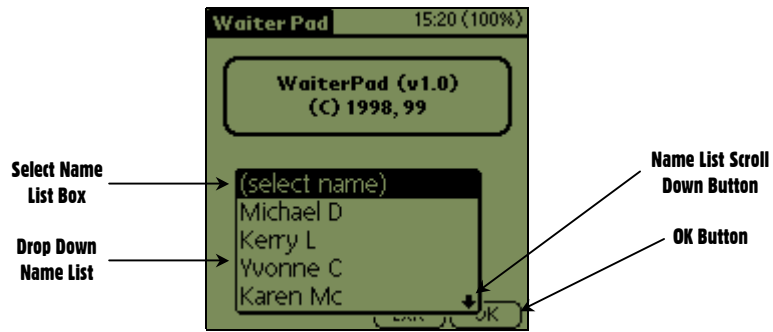 Waiter Pad 15:20 (100%)
WaiterPad (v1.0)
(C) 1998, 99
Select Name
List Box
Drop Down
Name List
(select name)
Michael D
Kerry L
Yvonne C
Karen Mc
OK
Name List Scroll
Down Button
OK Button